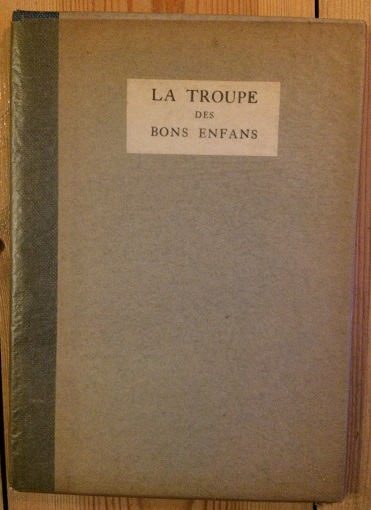 LA TROUPE
DES
BONS ENFANS